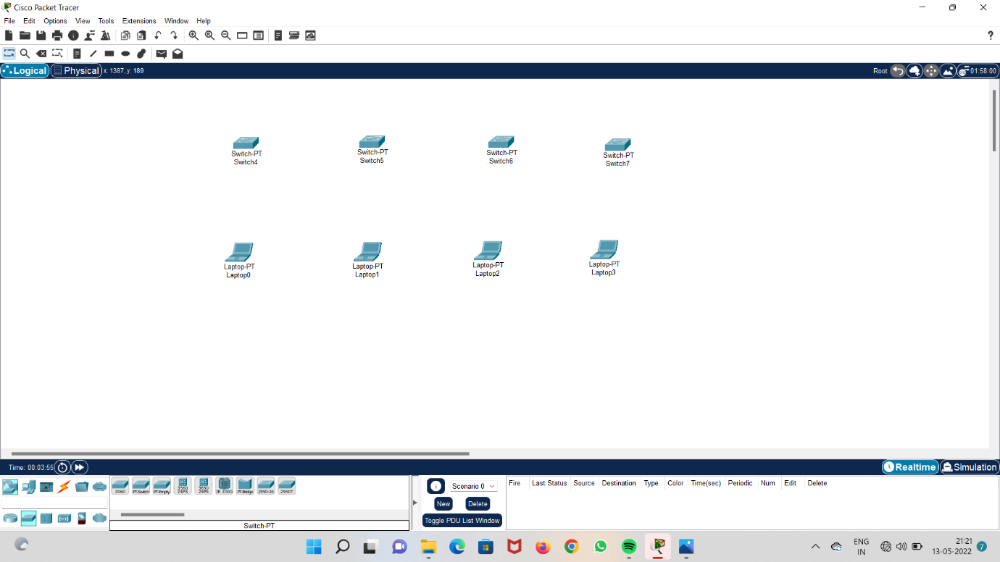 Cisco Packet Tracer
File Edit Options View Tools Extensions Window Help
?
Logical Physical x: 1387, y: 189 Root 01:58:00
Switch-PT Switch-PT Switch-PT Switch-PT
Switch4 Switch5 Switch6 Switch7
Laptop-PT Laptop-PT Laptop-PT Laptop-PT
Laptop0 Laptop1 Laptop2 Laptop3
Time: 00:03:55 Realtime Simulation
2960 PT-Switch PT-Empty 3560 24PS 3650 24PS IE 2000 PT-Bridge 2950-24 2950T
Switch-PT
Scenario 0
New Delete
Toggle PDU List Window
Fire Last Status Source Destination Type Color Time(sec) Periodic Num Edit Delete
ENG
IN
21:21
13-05-2022
7